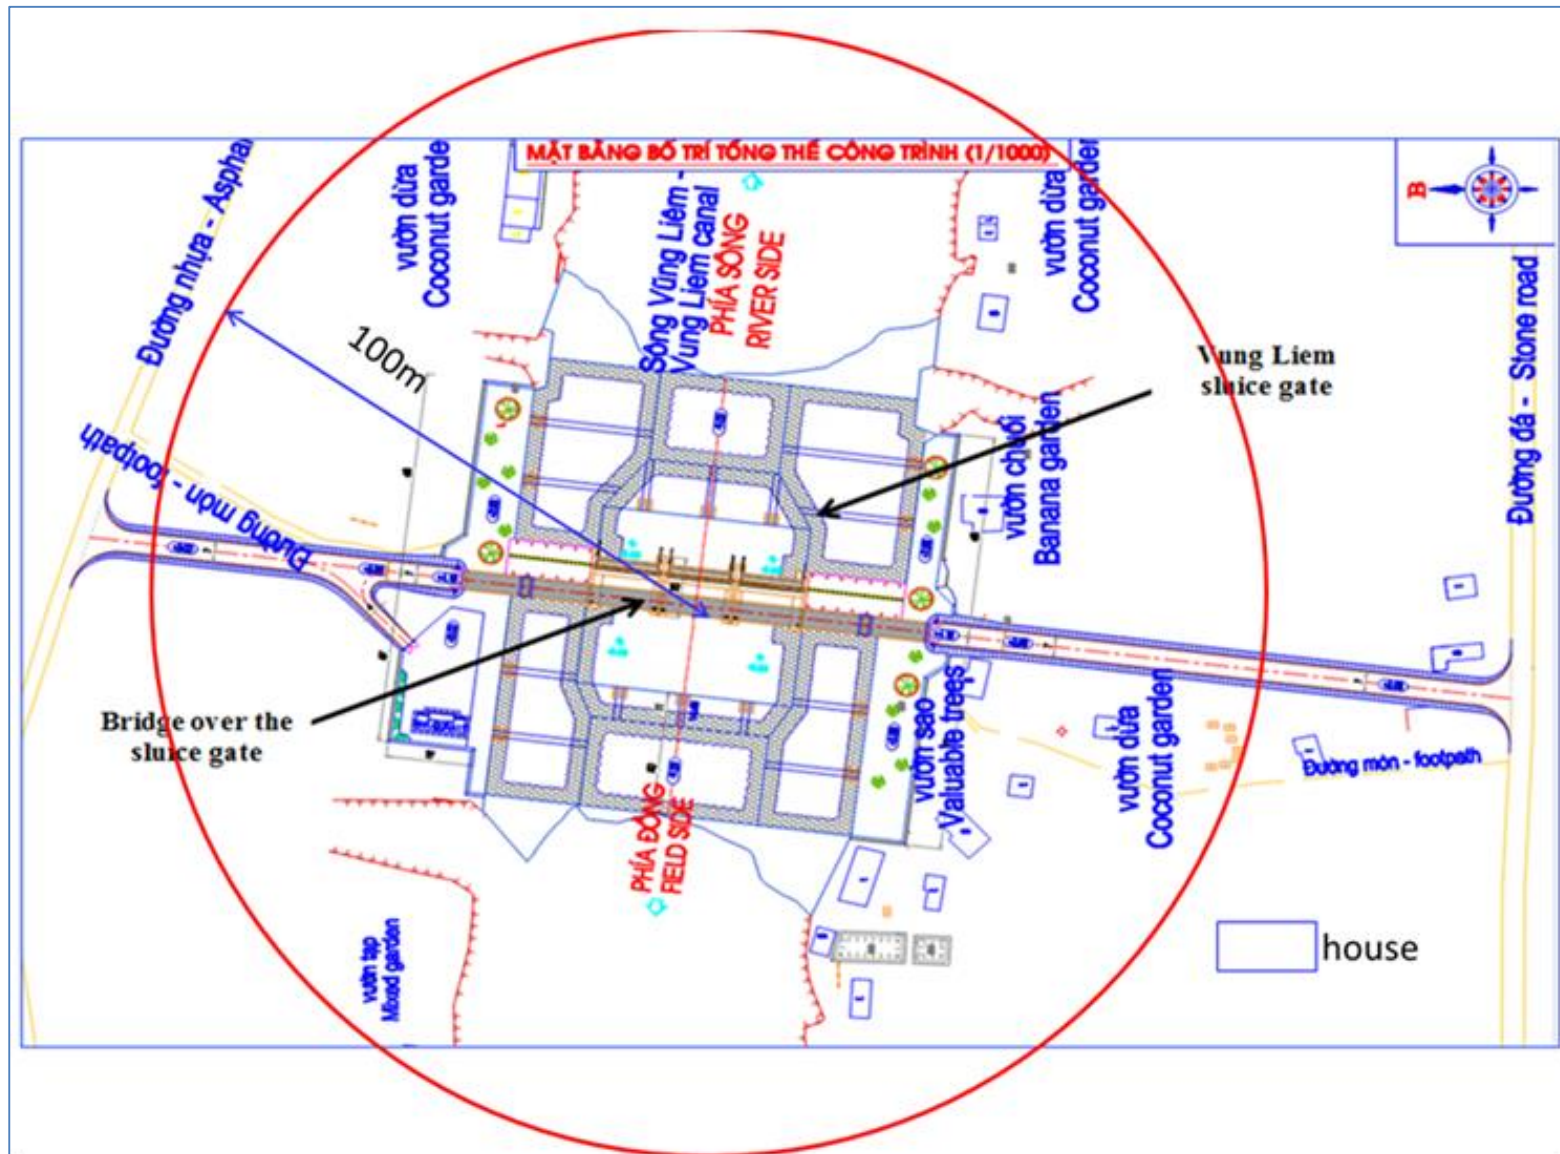 MẶT BẰNG BỐ TRÍ TỔNG THỂ CÔNG TRÌNH (1/1000)
B
Đường nhựa - Asphal
vườn dừa
Coconut garde
Sông Vũng Liêm -
Vung Liem canal
PHÍA SÔNG
RIVER SIDE
vườn dừa
Coconut garden
Đường đá - Stone road
100m
Vung Liem
sluice gate
Đường mòn - footpath
vườn chuối
Banana garden
Bridge over the
sluice gate
vườn sao
Valuable trees
vườn dừa
Coconut garden
Đường mòn - footpath
PHÍA ĐỒNG
FIELD SIDE
vườn tạp
Mixed garden
house